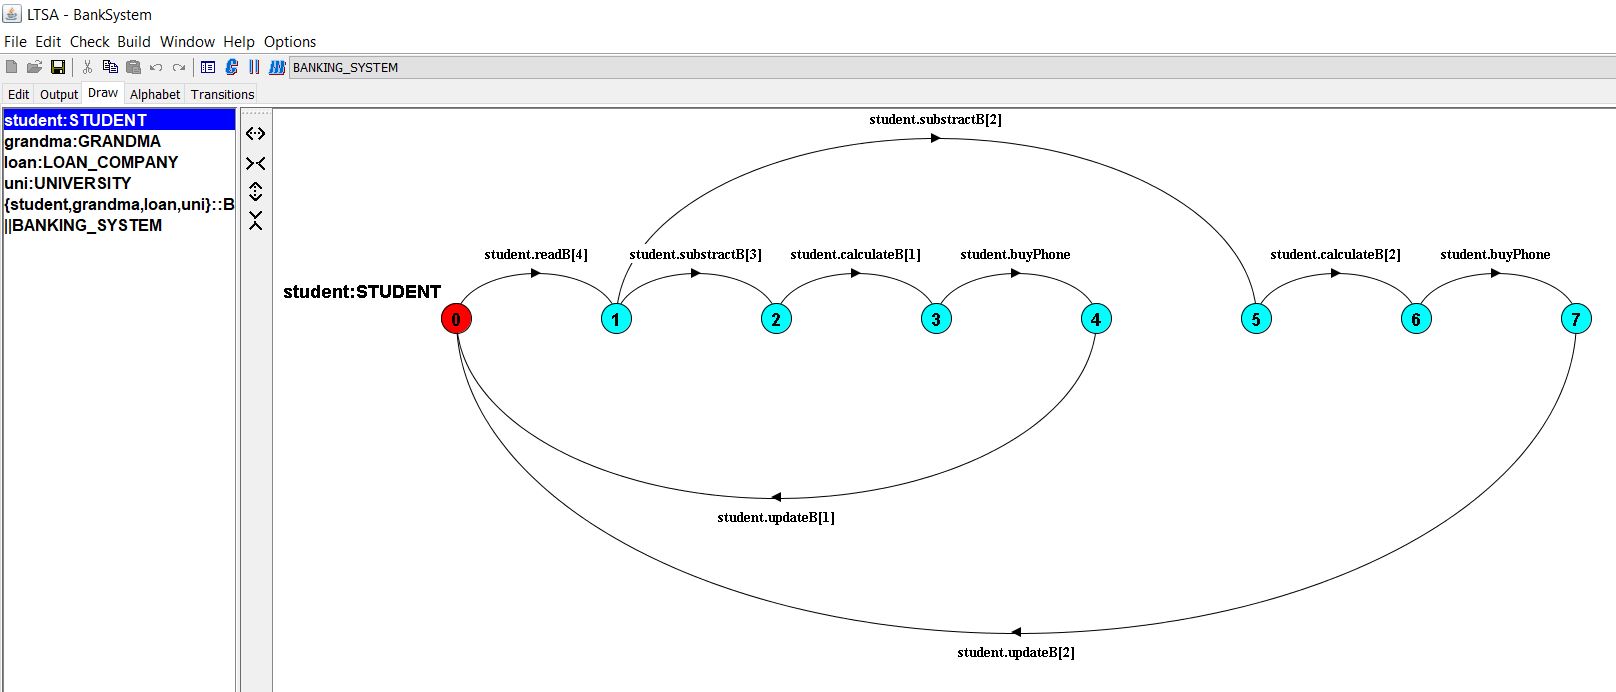 LTSA - BankSystem
File Edit Check Build Window Help Options
BANKING_SYSTEM
Edit Output Draw Alphabet Transitions
student:STUDENT
grandma:GRANDMA
loan:LOAN_COMPANY
uni:UNIVERSITY
{student,grandma,loan,uni}::B
||BANKING_SYSTEM
student.substractB[2]
student.readB[4] student.substractB[3] student.calculateB[1] student.buyPhone student.calculateB[2] student.buyPhone
student:STUDENT
0 1 2 3 4 5 6 7
student.updateB[1]
student.updateB[2]